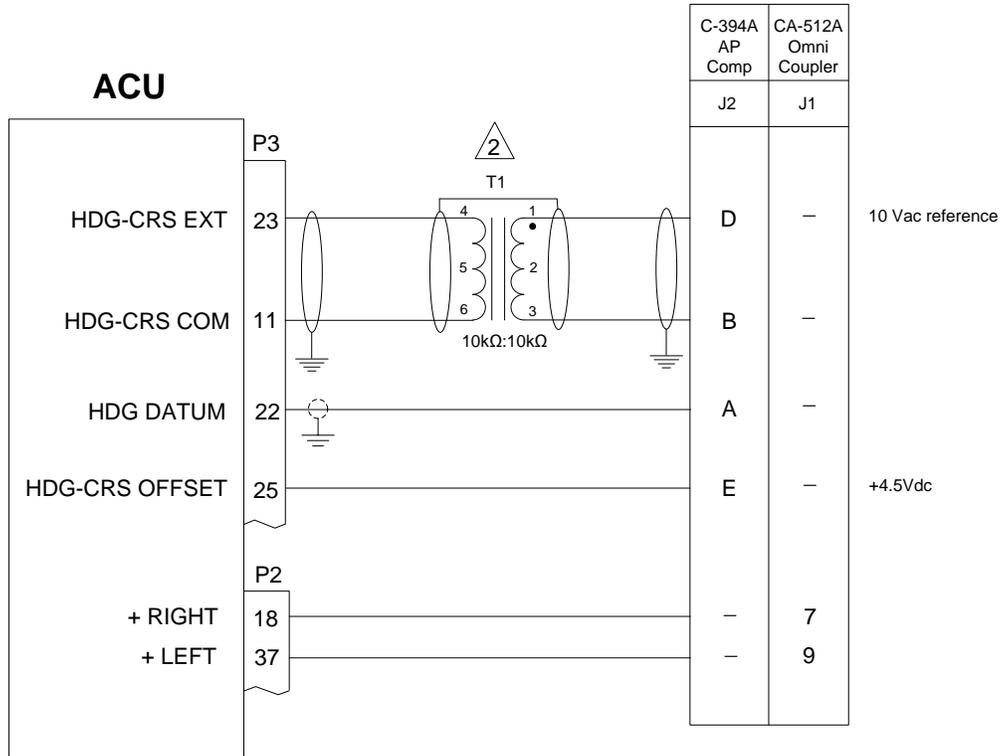 C-394A
AP
Comp
CA-512A
Omni
Coupler
J2
J1
ACU
P3
2
T1
HDG-CRS EXT
23
4
1
D
–
10 Vac reference
5
2
HDG-CRS COM
11
6
3
B
–
10kΩ:10kΩ
HDG DATUM
22
A
–
HDG-CRS OFFSET
25
E
–
+4.5Vdc
P2
+ RIGHT
18
–
7
+ LEFT
37
–
9